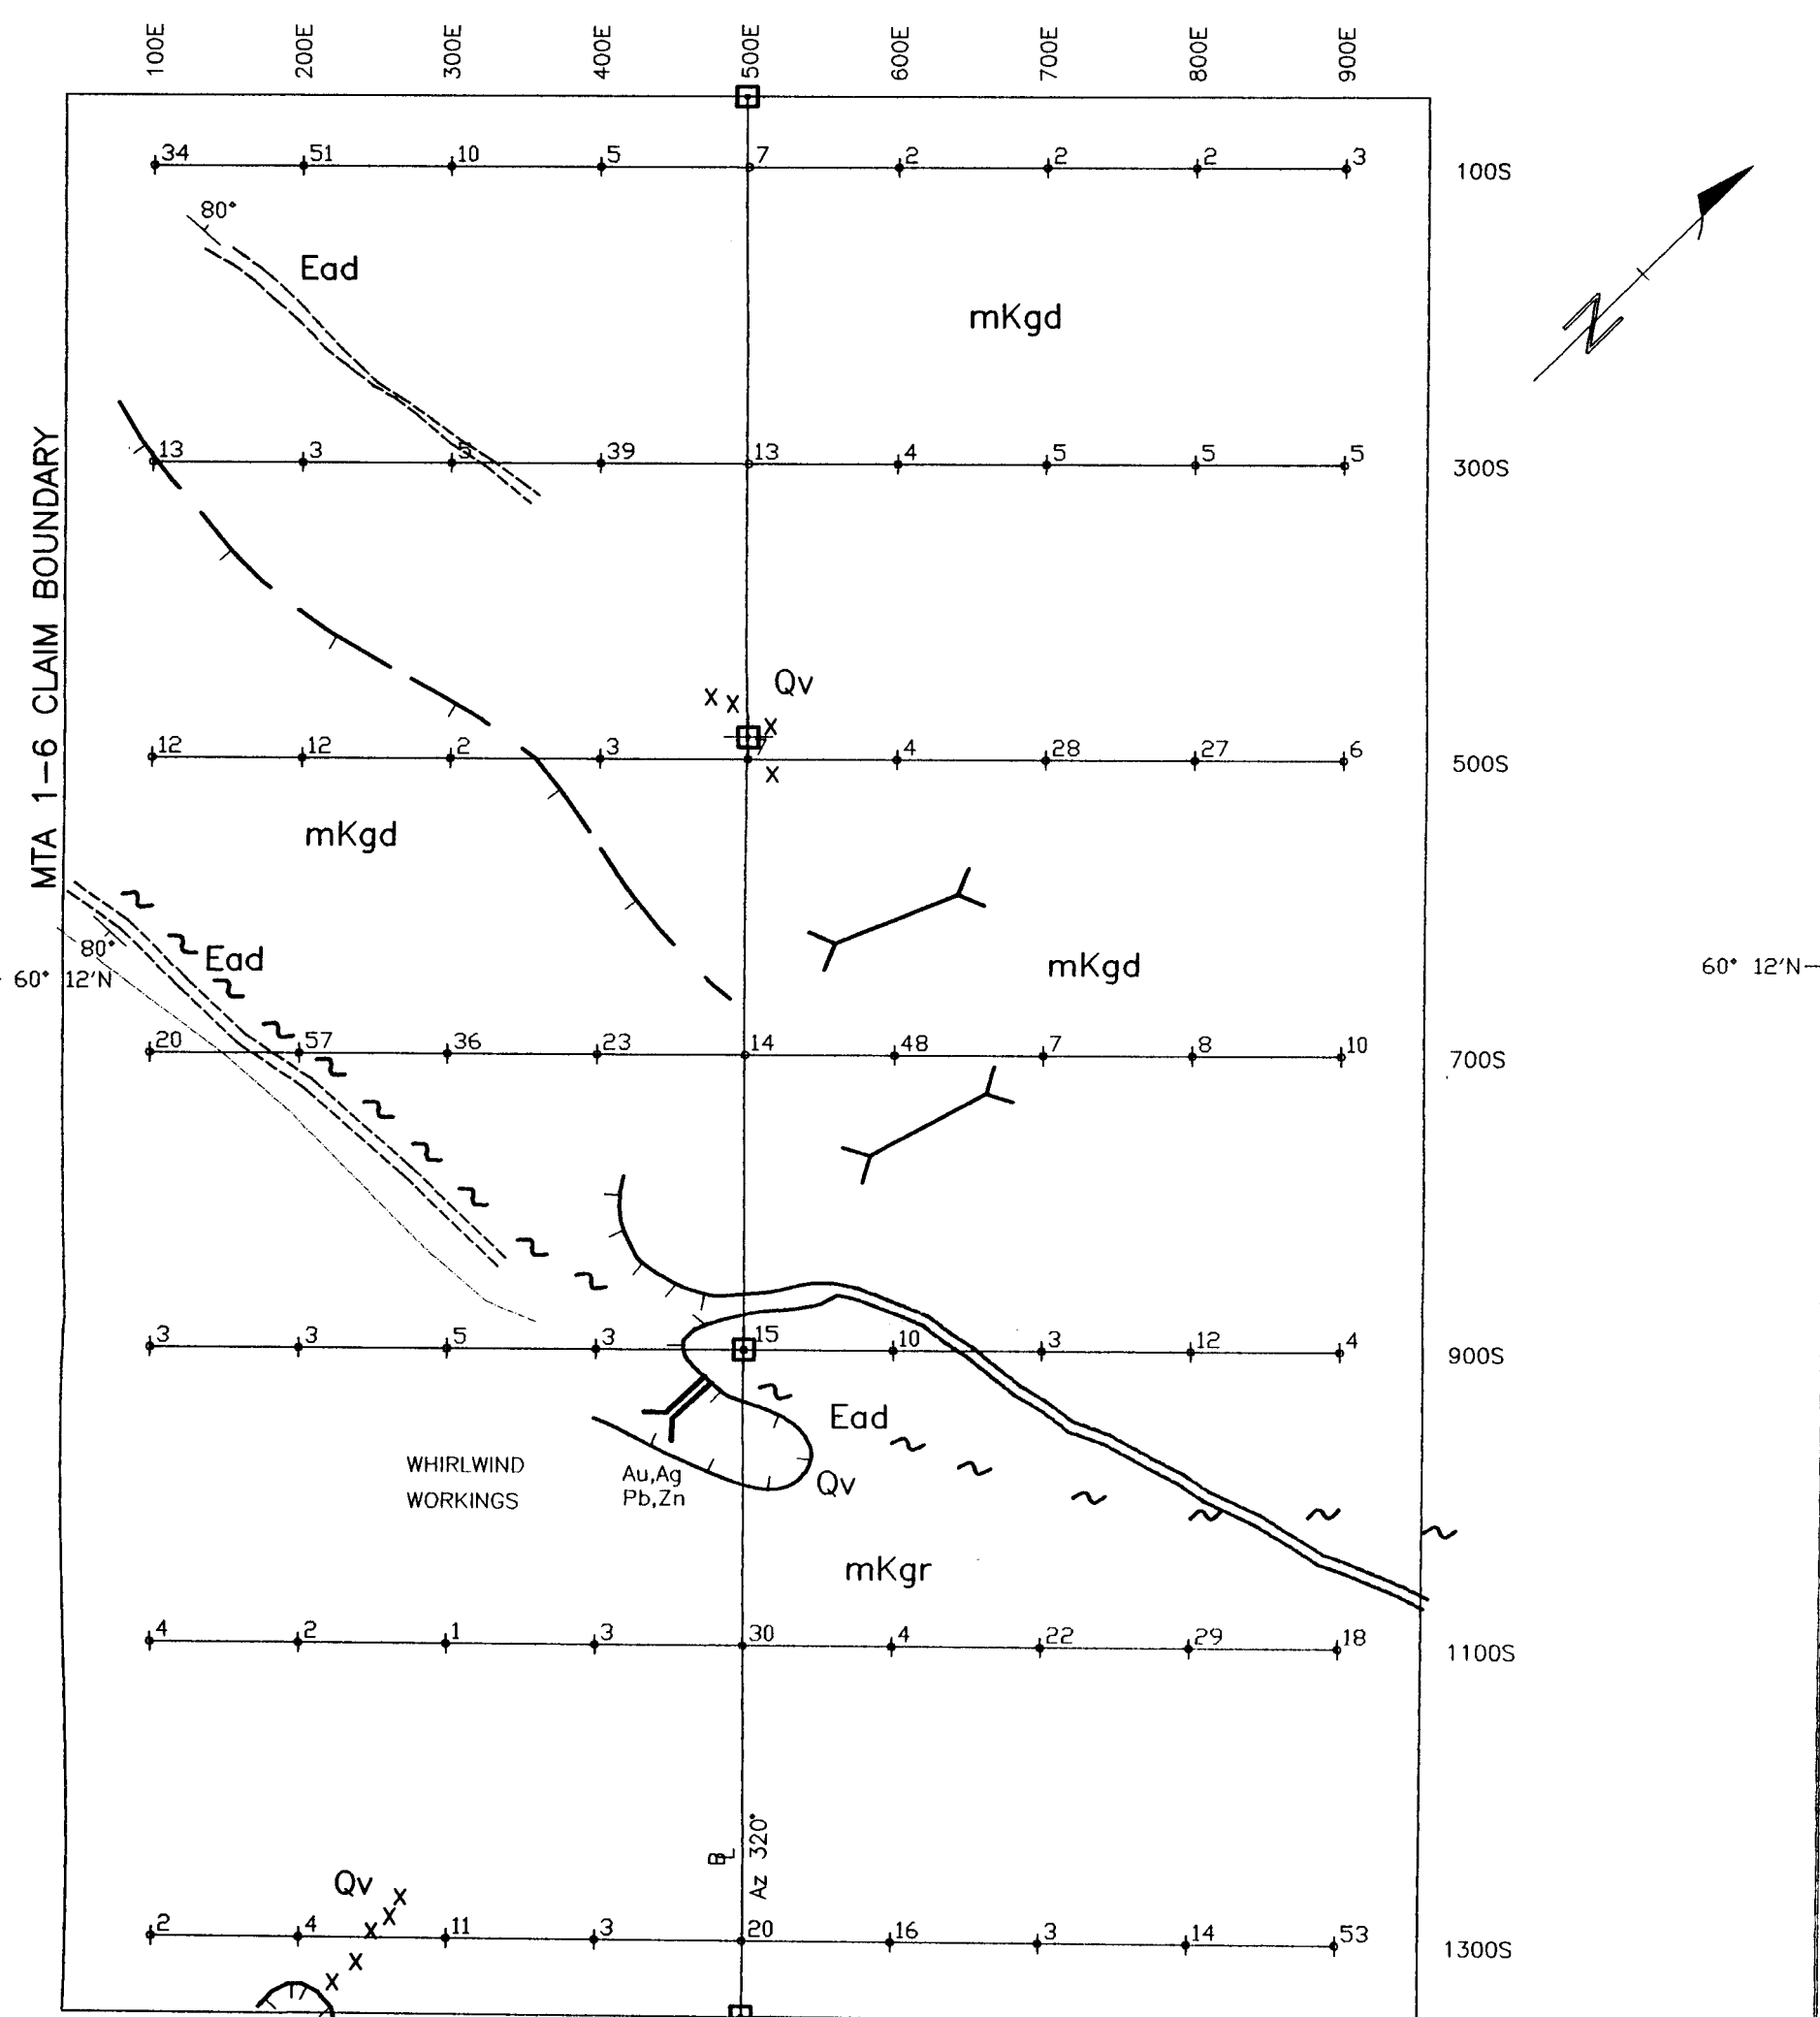 100E 200E 300E 400E 500E 600E 700E 800E 900E
34 51 10 5 7 2 2 2 3 100S
80°
Ead
mKgd
N
MTA 1-6 CLAIM BOUNDARY
13 3 5 39 13 4 5 5 5 300S
Qv
x x x
12 12 2 3 7 4 28 27 6 500S
x
mKgd
80°
Ead
mKgd
60° 12'N
60° 12'N
20 57 36 23 14 48 7 8 10 700S
3 3 5 3 15 10 3 12 4 900S
Ead
WHIRLWIND
WORKINGS
Au,Ag
Pb,Zn
Qv
mKgr
4 2 1 3 30 4 22 29 18 1100S
BL
Az 320°
Qv
x x x x x
2 4 11 3 20 16 3 14 53 1300S